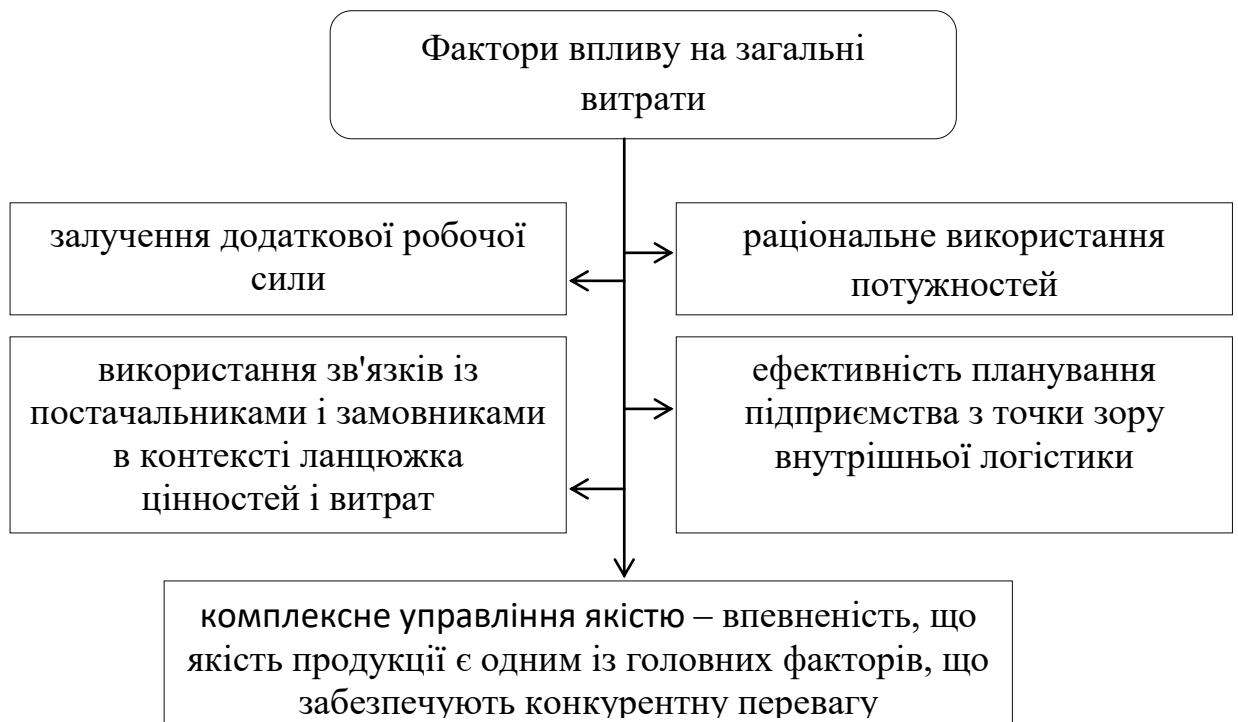 Фактори впливу на загальні
витрати
залучення додаткової робочої
сили
раціональне використання
потужностей
використання зв'язків із
постачальниками і замовниками
в контексті ланцюжка
цінностей і витрат
ефективність планування
підприємства з точки зору
внутрішньої логістики
комплексне управління якістю – впевненість, що
якість продукції є одним із головних факторів, що
забезпечують конкурентну перевагу